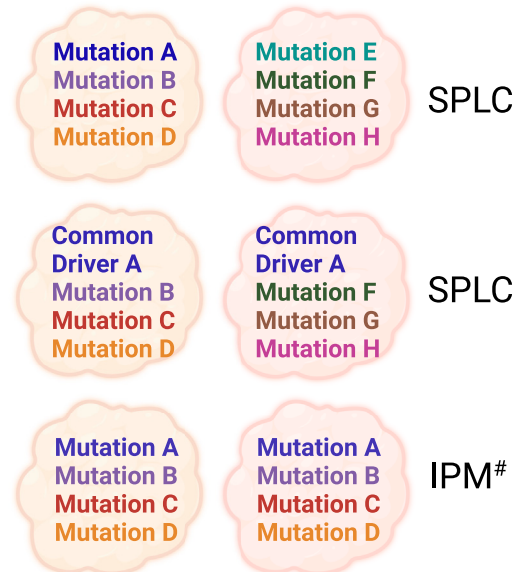 Mutation A
Mutation B
Mutation C
Mutation D
Mutation E
Mutation F
Mutation G
Mutation H
SPLC
Common
Driver A
Mutation B
Mutation C
Mutation D
Common
Driver A
Mutation F
Mutation G
Mutation H
SPLC
Mutation A
Mutation B
Mutation C
Mutation D
Mutation A
Mutation B
Mutation C
Mutation D
IPM#